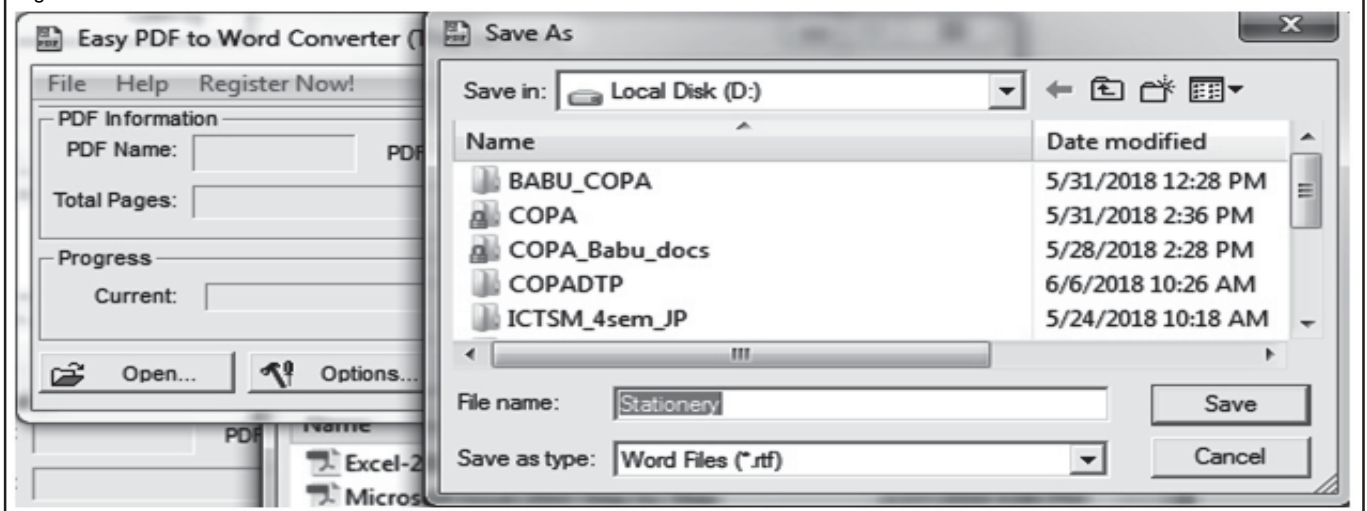 Easy PDF to Word Converter (
File Help Register Now!
PDF Information
PDF Name:
PDF
Total Pages:
Progress
Current:
Open...
Options...
PDF
Name
Excel-2
Micros
Save As
Save in: Local Disk (D:)
Name Date modified
BABU_COPA 5/31/2018 12:28 PM
COPA 5/31/2018 2:36 PM
COPA_Babu_docs 5/28/2018 2:28 PM
COPADTP 6/6/2018 10:26 AM
ICTSM_4sem_JP 5/24/2018 10:18 AM
File name: Stationery
Save
Save as type: Word Files (*.rtf)
Cancel